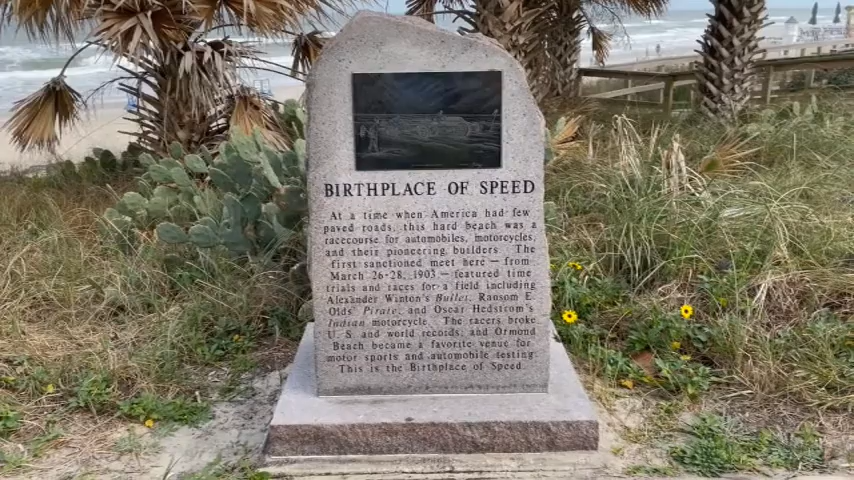 BIRTHPLACE OF SPEED
At a time when America had few
paved roads, this hard beach was a
racecourse for automobiles, motorcycles,
and their pioneering builders. The
first sanctioned meet here — from
March 26-28, 1903 — featured time
trials and races for a field including
Alexander Winton's Bullet, Ransom E.
Olds' Pirate, and Oscar Hedstrom's
Indian motorcycle. The racers broke
U. S. and world records, and Ormond
Beach became a favorite venue for
motor sports and automobile testing.
This is the Birthplace of Speed.